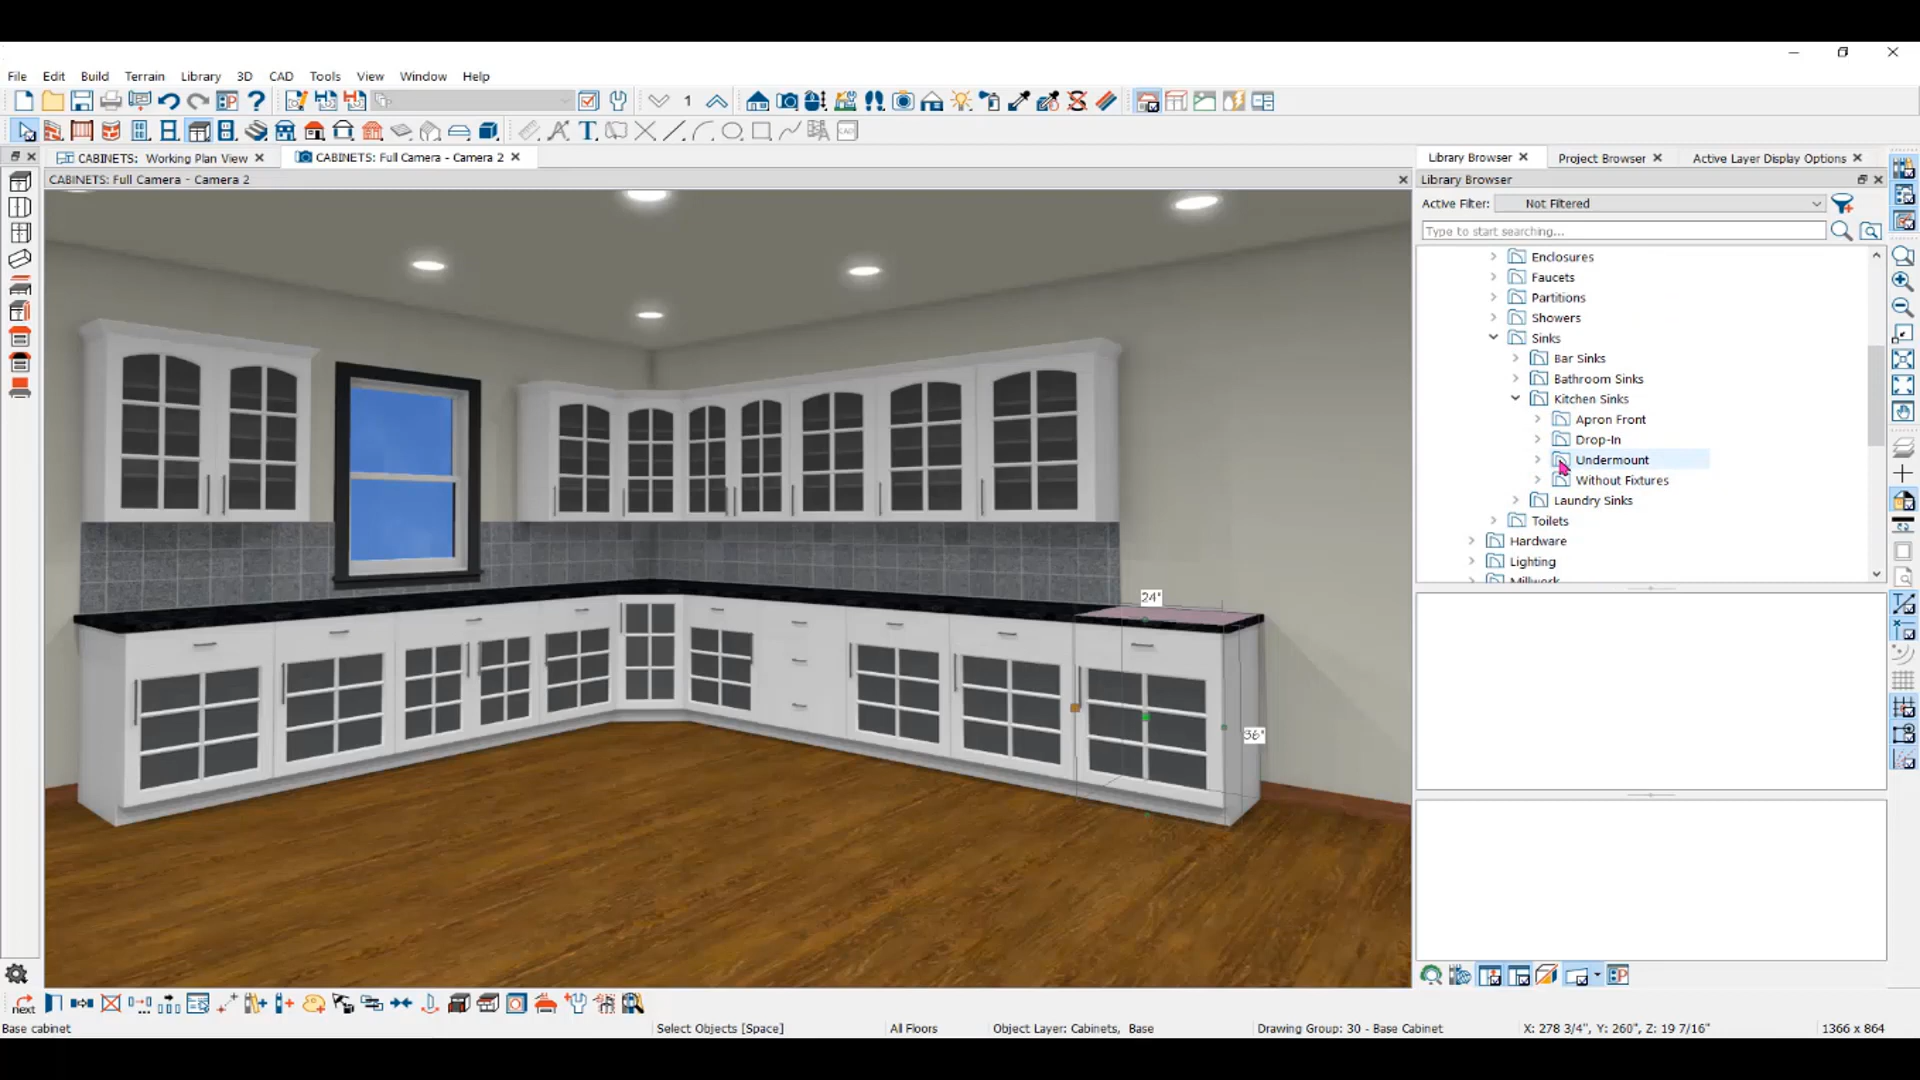 File Edit Build Terrain Library 3D CAD Tools View Window Help
1
CABINETS: Working Plan View
CABINETS: Full Camera - Camera 2
Library Browser
Project Browser
Active Layer Display Options
CABINETS: Full Camera - Camera 2
Library Browser
Active Filter: Not Filtered
Type to start searching...
Enclosures
Faucets
Partitions
Showers
Sinks
Bar Sinks
Bathroom Sinks
Kitchen Sinks
Apron Front
Drop-In
Undermount
Without Fixtures
Laundry Sinks
Toilets
Hardware
Lighting
Millwork
24"
36"
next
CAD
Base cabinet
Select Objects [Space]
All Floors
Object Layer: Cabinets, Base
Drawing Group: 30 - Base Cabinet
X: 278 3/4", Y: 260", Z: 19 7/16"
1366 x 864